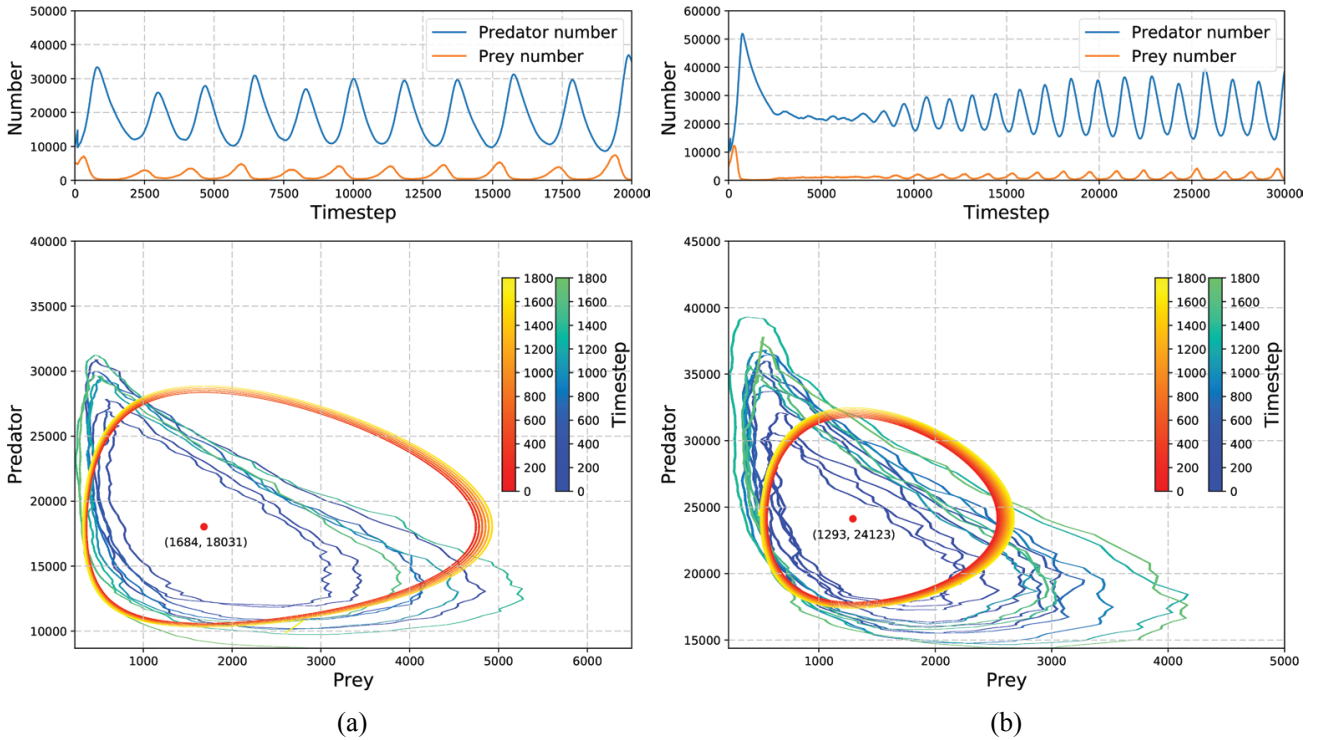 50000
40000
30000
20000
10000
0
Number
Predator number
Prey number
0 2500 5000 7500 10000 12500 15000 17500 20000
Timestep
60000
50000
40000
30000
20000
10000
0
Number
Predator number
Prey number
0 5000 10000 15000 20000 25000 30000
Timestep
40000
35000
30000
25000
20000
15000
10000
Predator
(1684, 18031)
1800 1800
1600 1600
1400 1400
1200 1200
1000 1000
800 800
600 600
400 400
200 200
0 0
Timestep
1000 2000 3000 4000 5000 6000
Prey
(a)
45000
40000
35000
30000
25000
20000
15000
Predator
(1293, 24123)
1800 1800
1600 1600
1400 1400
1200 1200
1000 1000
800 800
600 600
400 400
200 200
0 0
Timestep
1000 2000 3000 4000 5000
Prey
(b)